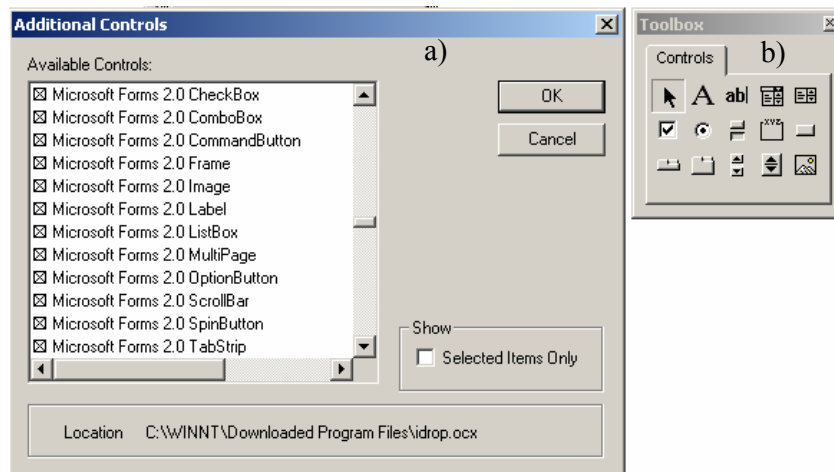 Additional Controls
a)
Available Controls:
Microsoft Forms 2.0 CheckBox
Microsoft Forms 2.0 ComboBox
Microsoft Forms 2.0 CommandButton
Microsoft Forms 2.0 Frame
Microsoft Forms 2.0 Image
Microsoft Forms 2.0 Label
Microsoft Forms 2.0 ListBox
Microsoft Forms 2.0 MultiPage
Microsoft Forms 2.0 OptionButton
Microsoft Forms 2.0 ScrollBar
Microsoft Forms 2.0 SpinButton
Microsoft Forms 2.0 TabStrip
OK
Cancel
Show
Selected Items Only
Location C:\WINNT\Downloaded Program Files\idrop.ocx
Toolbox
Controls
b)
A ab|
XYZ